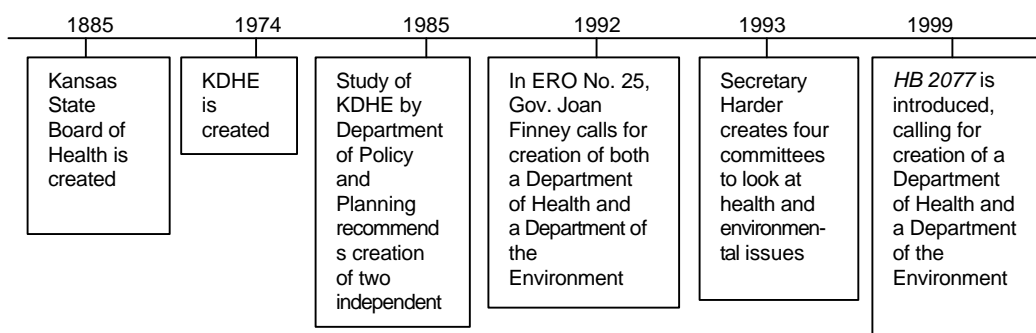 1885
1974
1985
1992
1993
1999
Kansas
State
Board of
Health is
created
KDHE
is
created
Study of
KDHE by
Department
of Policy
and
Planning
recommend
s creation
of two
independent
In ERO No. 25,
Gov. Joan
Finney calls for
creation of both
a Department
of Health and
a Department of
the
Environment
Secretary
Harder
creates four
committees
to look at
health and
environmen-
tal issues
HB 2077 is
introduced,
calling for
creation of a
Department
of Health and
a Department
of the
Environment